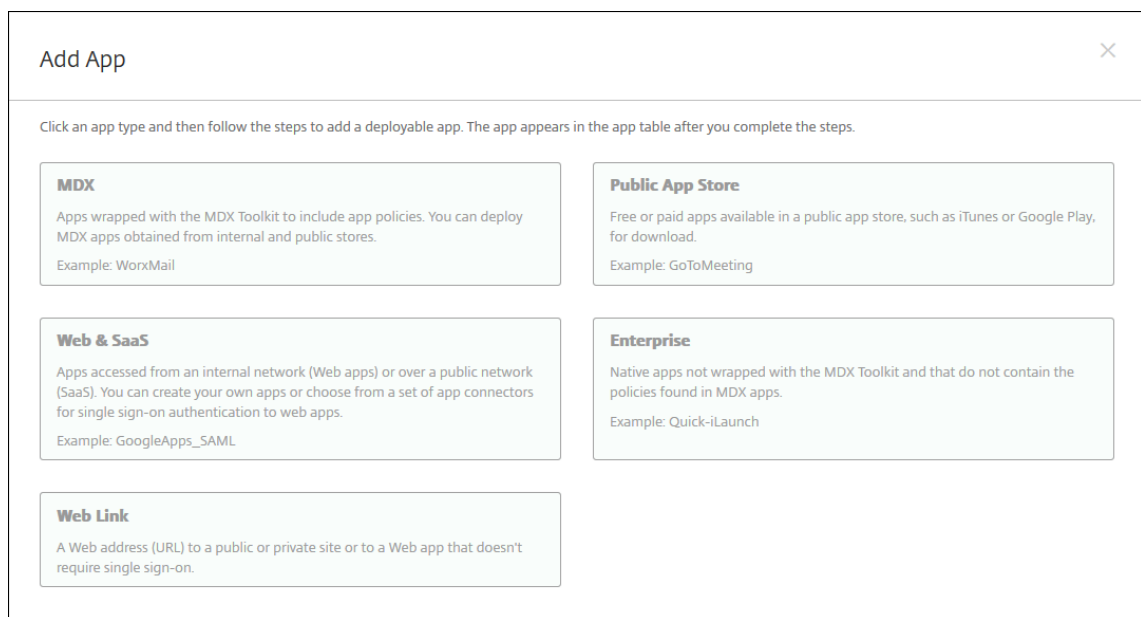 Add App
Click an app type and then follow the steps to add a deployable app. The app appears in the app table after you complete the steps.
MDX
Apps wrapped with the MDX Toolkit to include app policies. You can deploy
MDX apps obtained from internal and public stores.
Example: WorxMail
Public App Store
Free or paid apps available in a public app store, such as iTunes or Google Play,
for download.
Example: GoToMeeting
Web & SaaS
Apps accessed from an internal network (Web apps) or over a public network
(SaaS). You can create your own apps or choose from a set of app connectors
for single sign-on authentication to web apps.
Example: GoogleApps_SAML
Enterprise
Native apps not wrapped with the MDX Toolkit and that do not contain the
policies found in MDX apps.
Example: Quick-iLaunch
Web Link
A Web address (URL) to a public or private site or to a Web app that doesn't
require single sign-on.